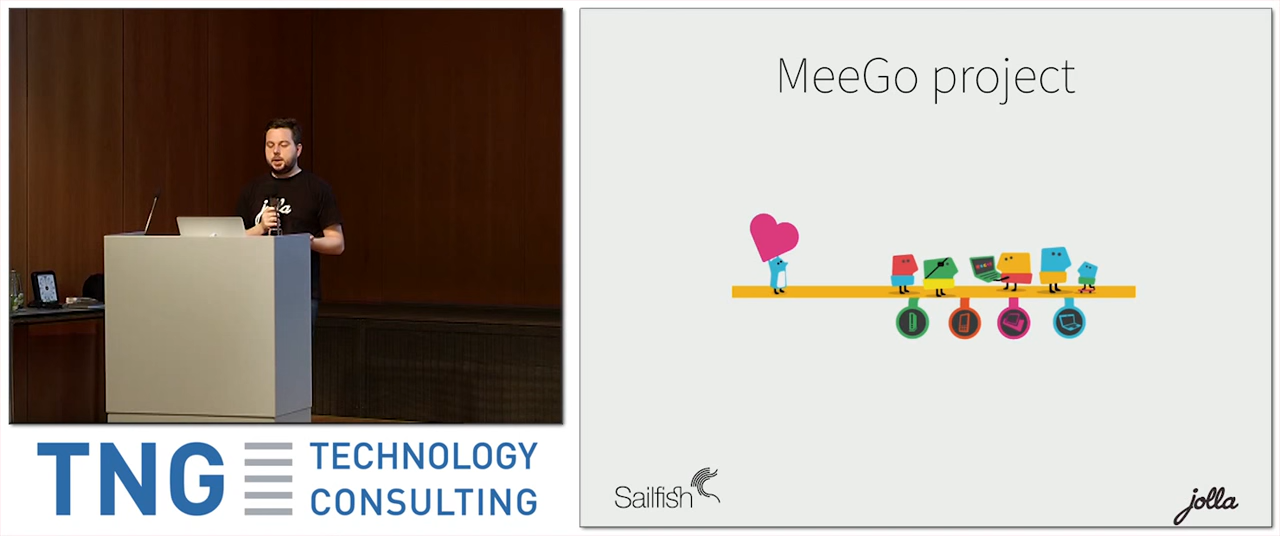 jolla
TNG TECHNOLOGY
CONSULTING
MeeGo project
Sailfish
jolla